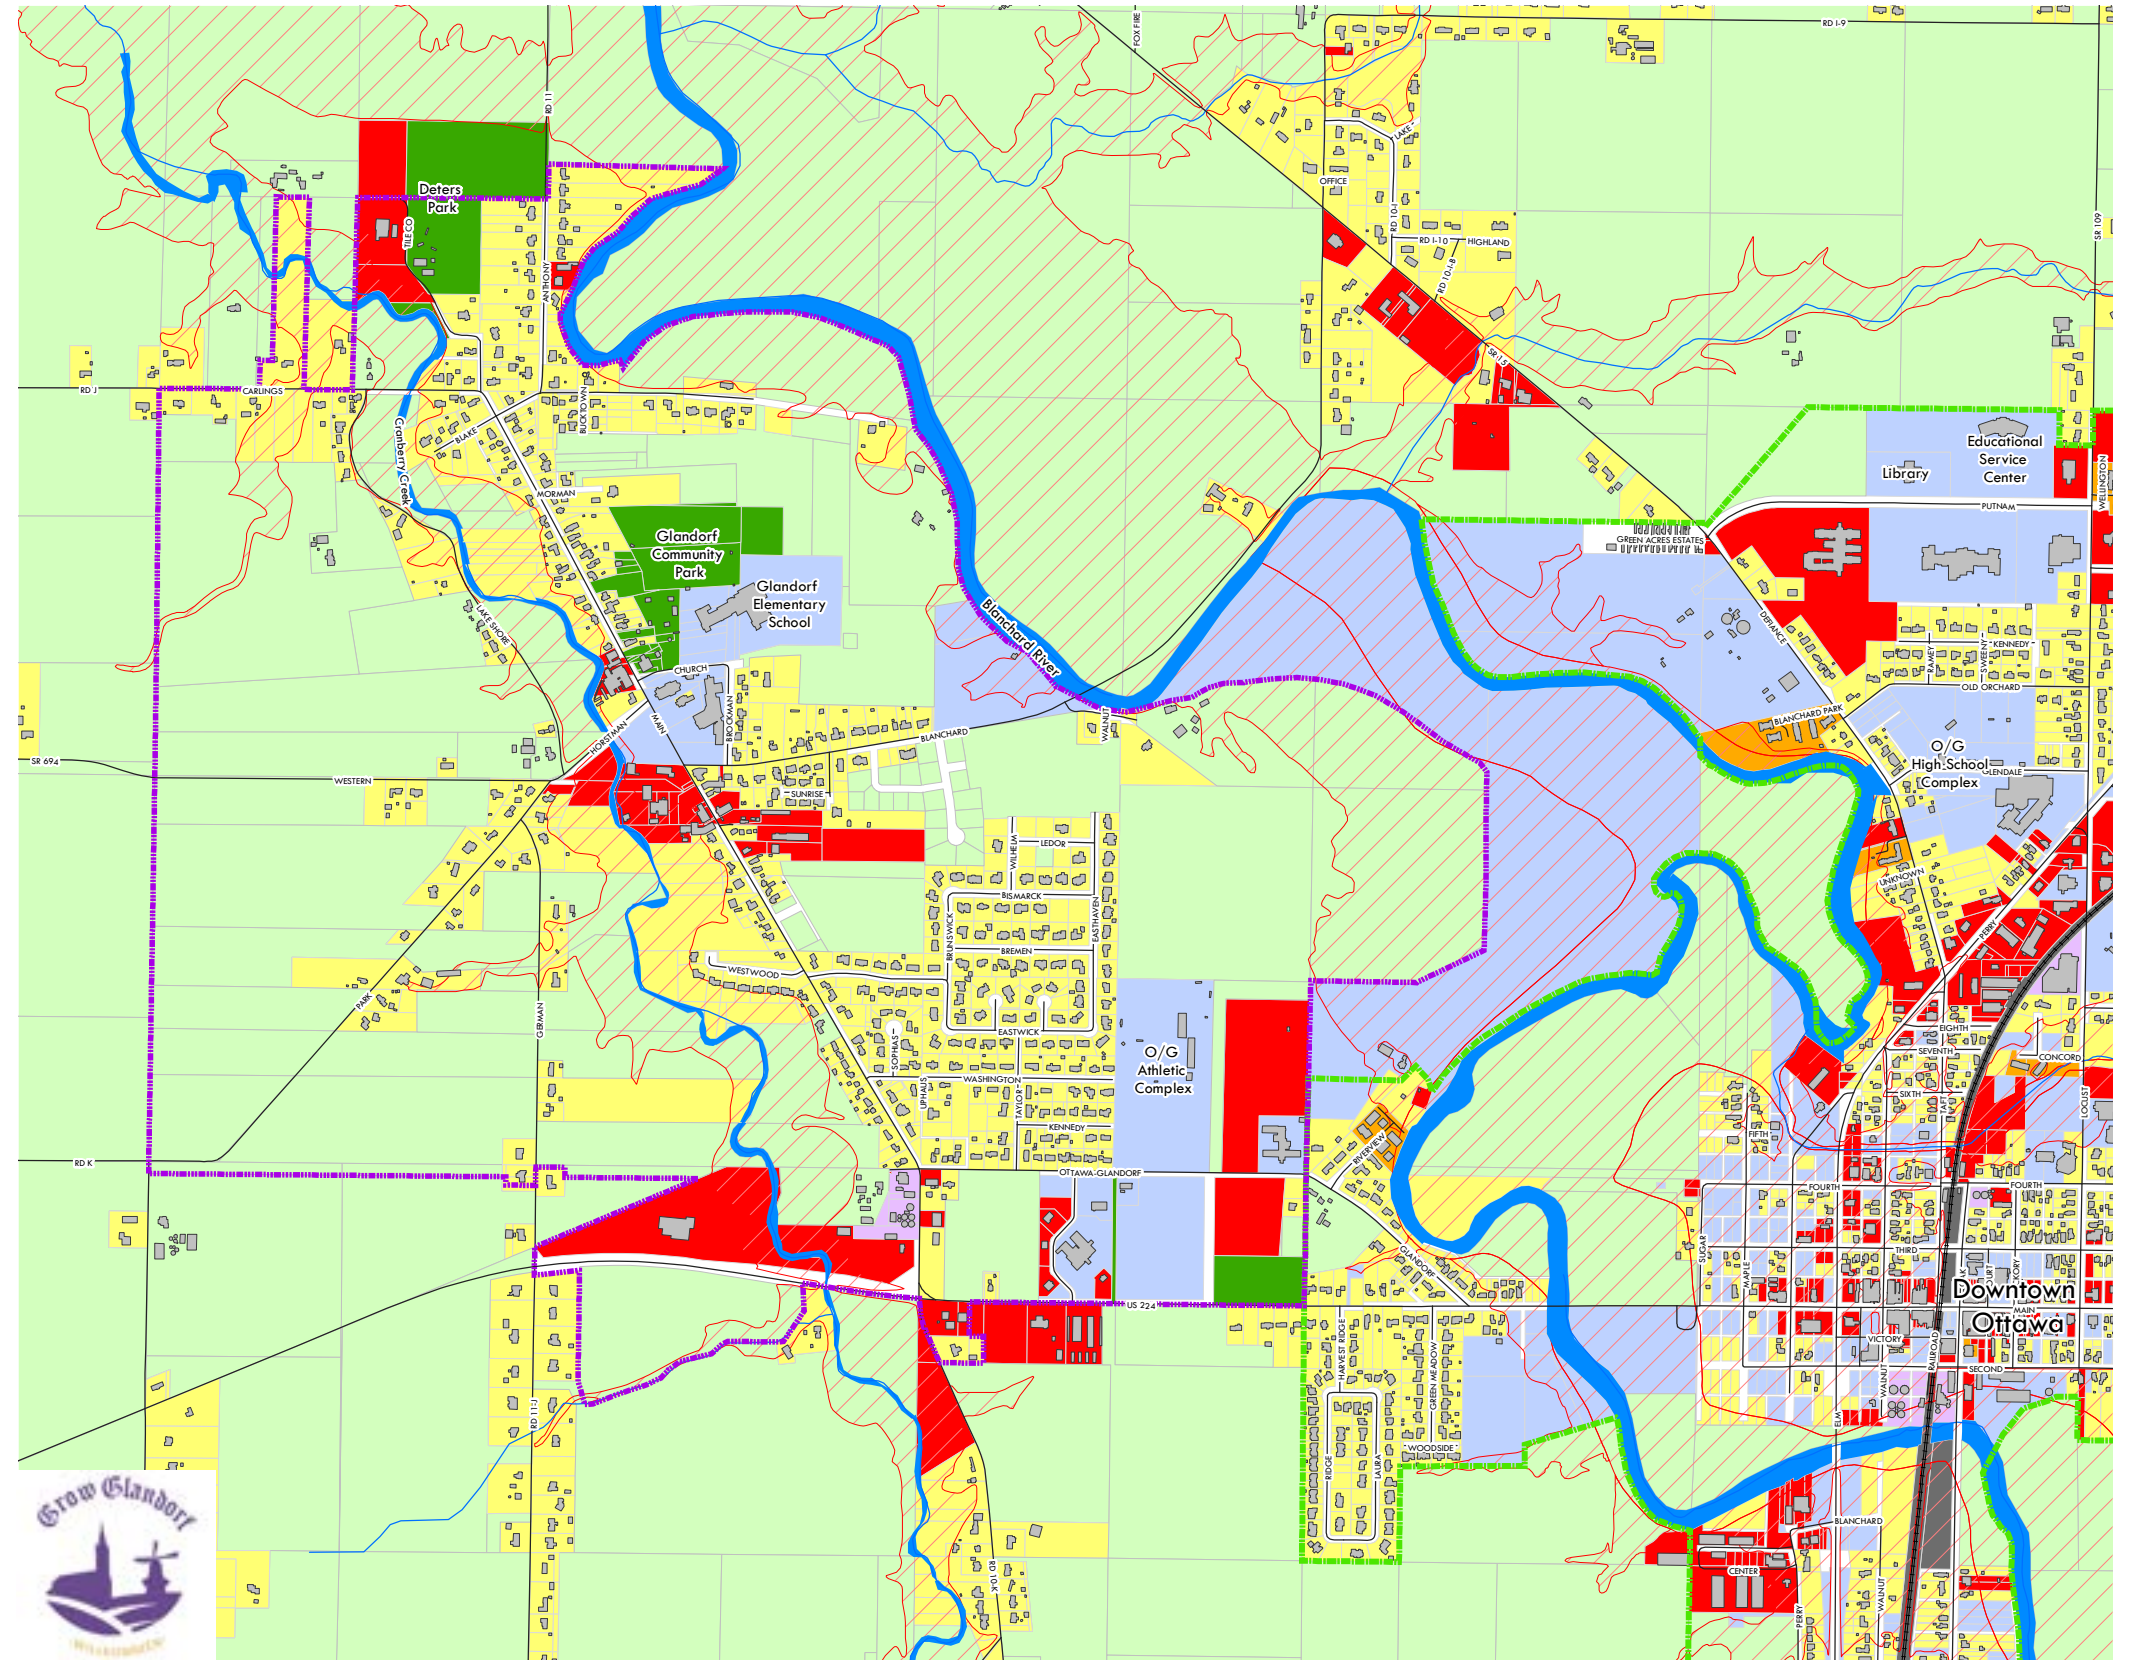 RD I-9
FOX FIRE
RD 11
LAKE
OFFICE
Deters
Park
TILE CO
RD 10-I
SR 109
RD I-10
HIGHLAND
ANTHONY
RD 10-I-B
SR 15
RD J
CARLINGS
BUCKTOWN
BLAKE
Cranberry Creek
Educational
Service
Center
Library
WELLINGTON
MORMAN
PUTNAM
Glandorf
Community
Park
GREEN ACRES ESTATES
Glandorf
Elementary
School
LAKE SHORE
Blanchard River
DEFIANCE
RAMEY
SWEENY
KENNEDY
CHURCH
OLD ORCHARD
BROCKMAN
MAIN
HORSTMAN
BLANCHARD
WALNUT
BLANCHARD PARK
O/G
High School
Complex
GLENDALE
SR 694
WESTERN
SUNRISE
WILHELM
LEDOR
BISMARCK
UNKNOWN
BRUNSWICK
EASTHAVEN
BREMEN
PERRY
WESTWOOD
PARK
GERMAN
EASTWICK
SOPHIAS
EIGHTH
SEVENTH
CONCORD
O/G
Athletic
Complex
WASHINGTON
UPHAUS
TAYLOR
SIXTH
TAFT
LOCUST
KENNEDY
FIFTH
RIVERVIEW
RD K
OTTAWA-GLANDORF
FOURTH
FOURTH
GLANDORF
SUGAR
MAPLE
THIRD
Downtown
Ottawa
US 224
MAIN
HARVEST RIDGE
GREEN MEADOW
VICTORY
RAILROAD
SECOND
WALNUT
RD 11-J
ELM
WOODSIDE
RIDGE
LAURA
Grow Glandorf
BLANCHARD
CENTER
RD 10-K
PERRY
WALNUT